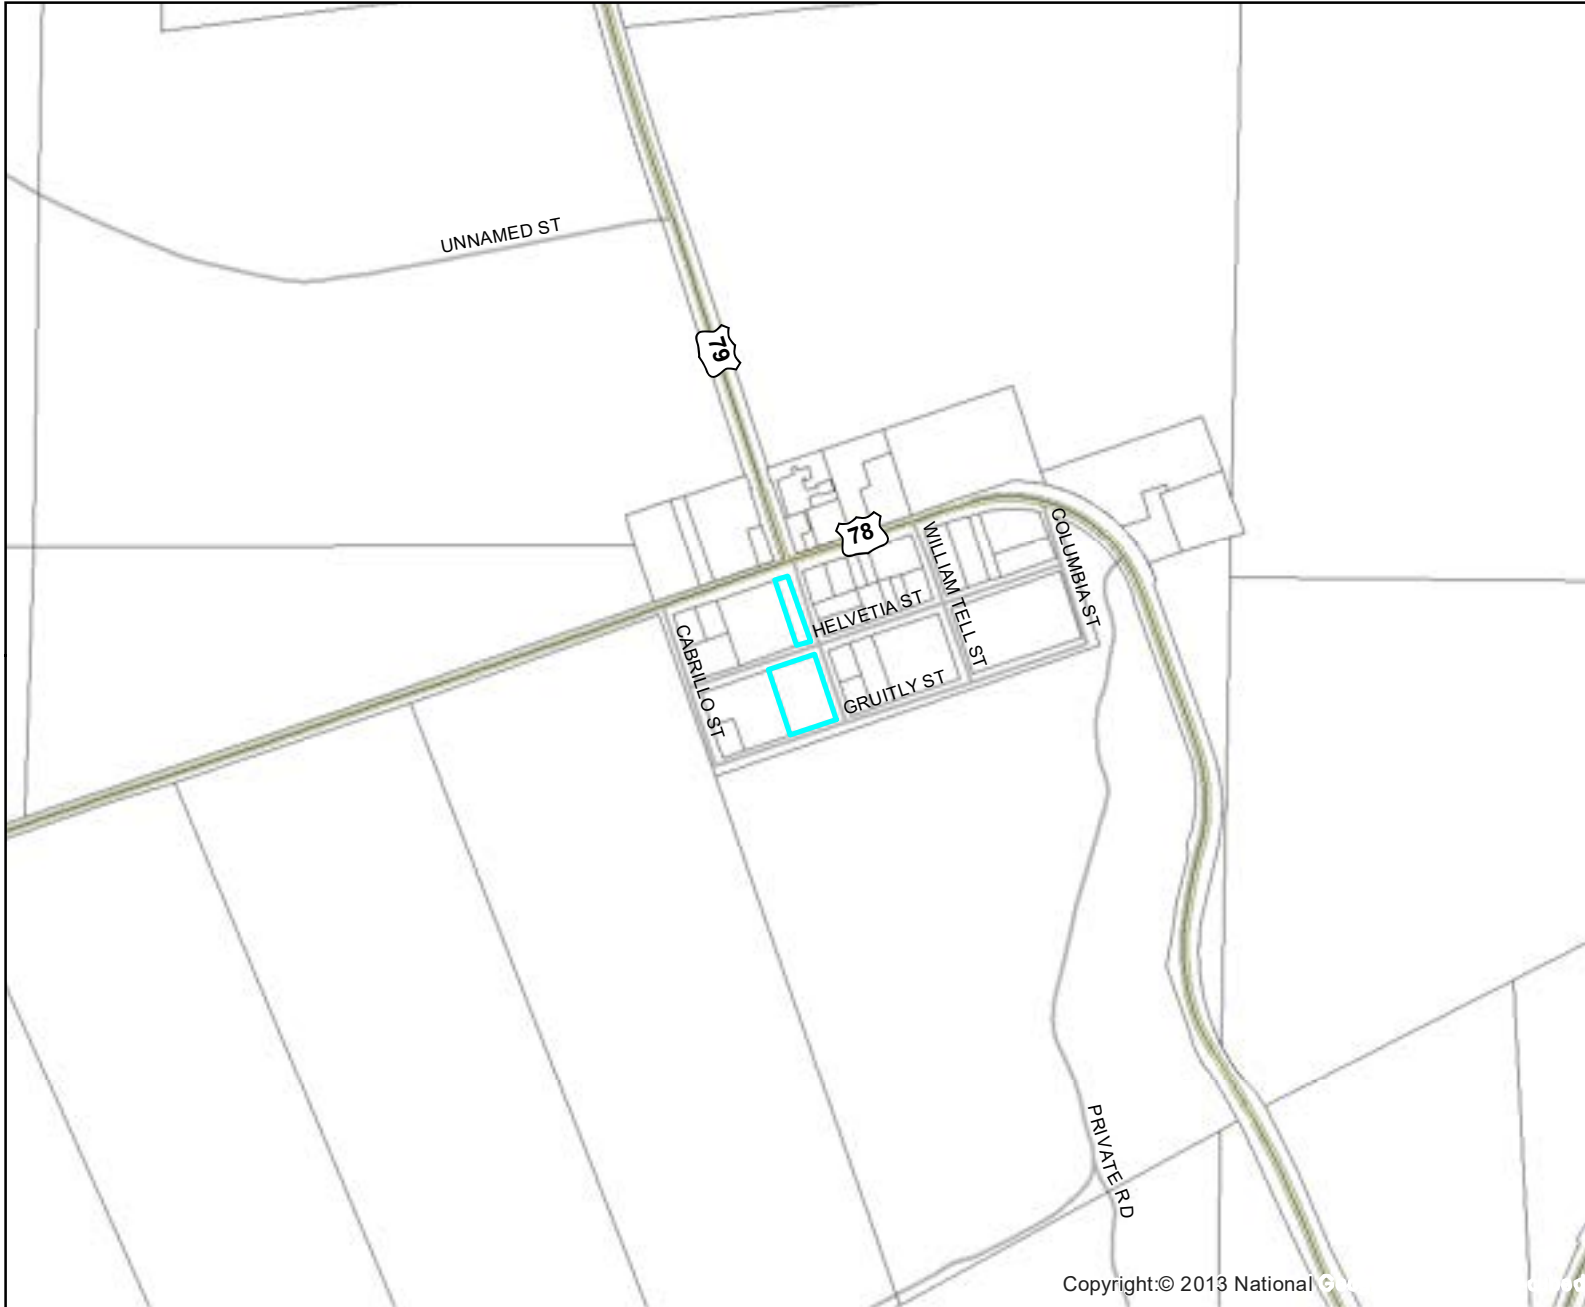 UNNAMED ST
79
78
WILLIAM TELL ST
COLUMBIA ST
HELVETIA ST
CABRILLO ST
GRUITLY ST
PRIVATE RD
Copyright:© 2013 National